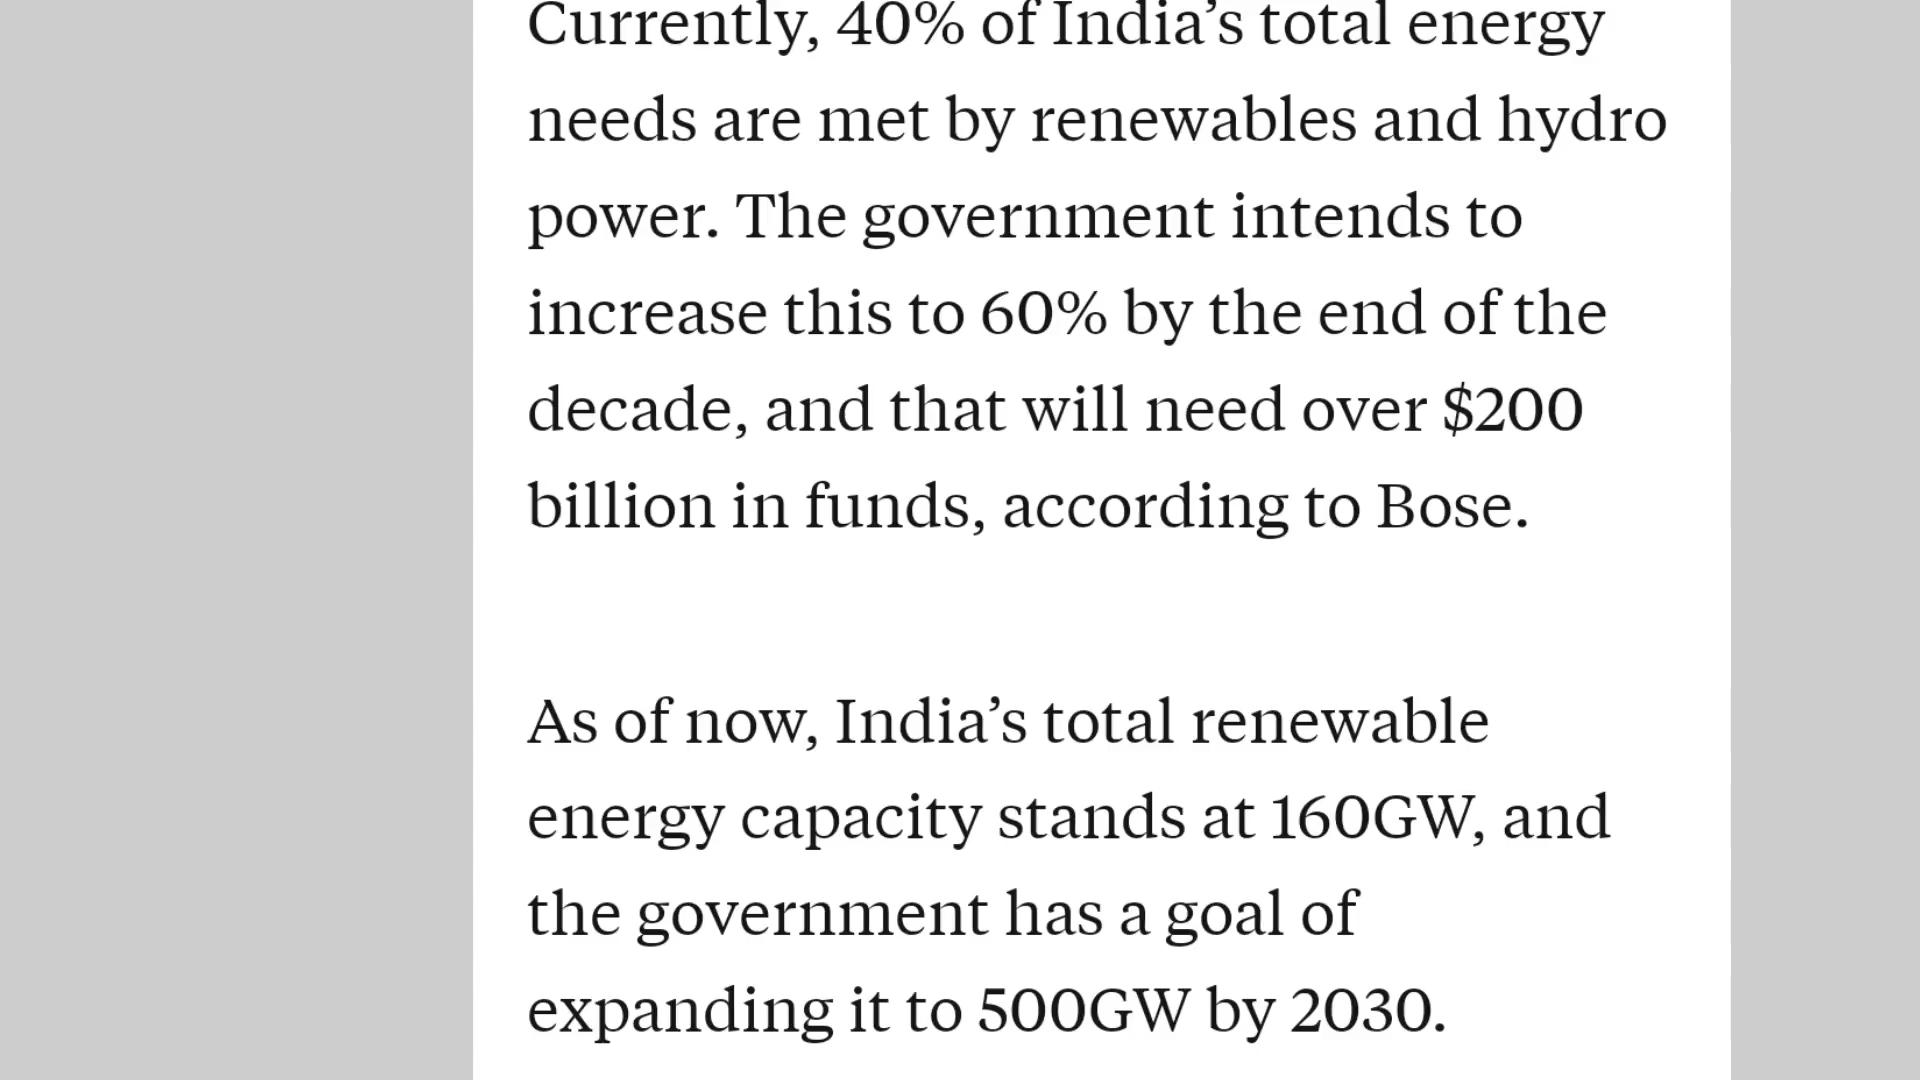 Currently, 40% of India’s total energy
needs are met by renewables and hydro
power. The government intends to
increase this to 60% by the end of the
decade, and that will need over $200
billion in funds, according to Bose.
As of now, India’s total renewable
energy capacity stands at 160GW, and
the government has a goal of
expanding it to 500GW by 2030.